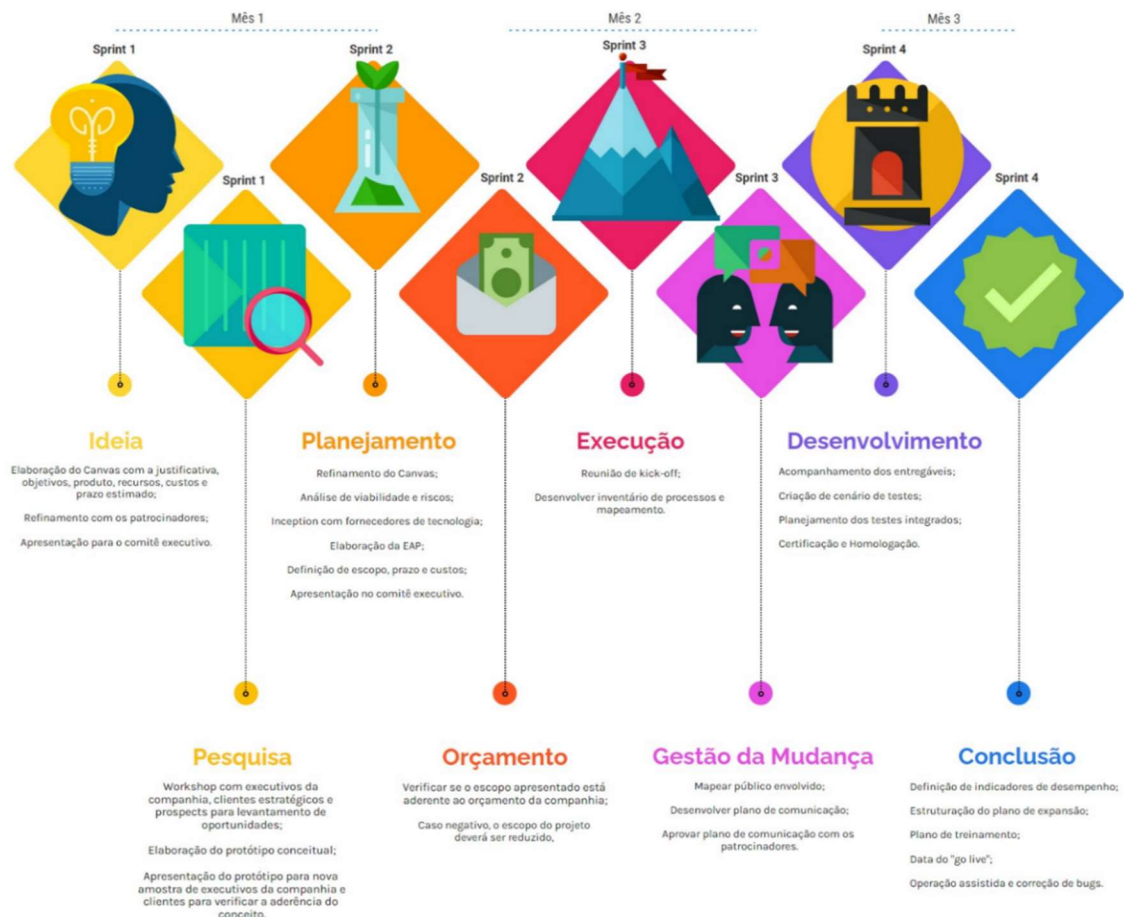 Mês 1
Mês 2
Mês 3
Sprint 1
Sprint 2
Sprint 3
Sprint 4
Sprint 1
Sprint 2
Sprint 3
Sprint 4
Ideia
Elaboração do Canvas com a justificativa,
objetivos, produto, recursos, custos e
prazo estimado;
Refinamento com os patrocinadores;
Apresentação para o comitê executivo.
Planejamento
Refinamento do Canvas;
Análise de viabilidade e riscos;
Inception com fornecedores de tecnologia;
Elaboração da EAP;
Definição de escopo, prazo e custos;
Apresentação no comitê executivo.
Execução
Reunião de kick-off;
Desenvolver inventário de processos e
mapeamento.
Desenvolvimento
Acompanhamento dos entregáveis;
Criação de cenário de testes;
Planejamento dos testes integrados;
Certificação e Homologação.
Pesquisa
Workshop com executivos da
companhia, clientes estratégicos e
prospects para levantamento de
oportunidades;
Elaboração do protótipo conceitual;
Apresentação do protótipo para nova
amostra de executivos da companhia e
clientes para verificar a aderência do
conceito.
Orçamento
Verificar se o escopo apresentado está
aderente ao orçamento da companhia;
Caso negativo, o escopo do projeto
deverá ser reduzido,
Gestão da Mudança
Mapear público envolvido;
Desenvolver plano de comunicação;
Aprovar plano de comunicação com os
patrocinadores.
Conclusão
Definição de indicadores de desempenho;
Estruturação do plano de expansão;
Plano de treinamento;
Data do "go live";
Operação assistida e correção de bugs.